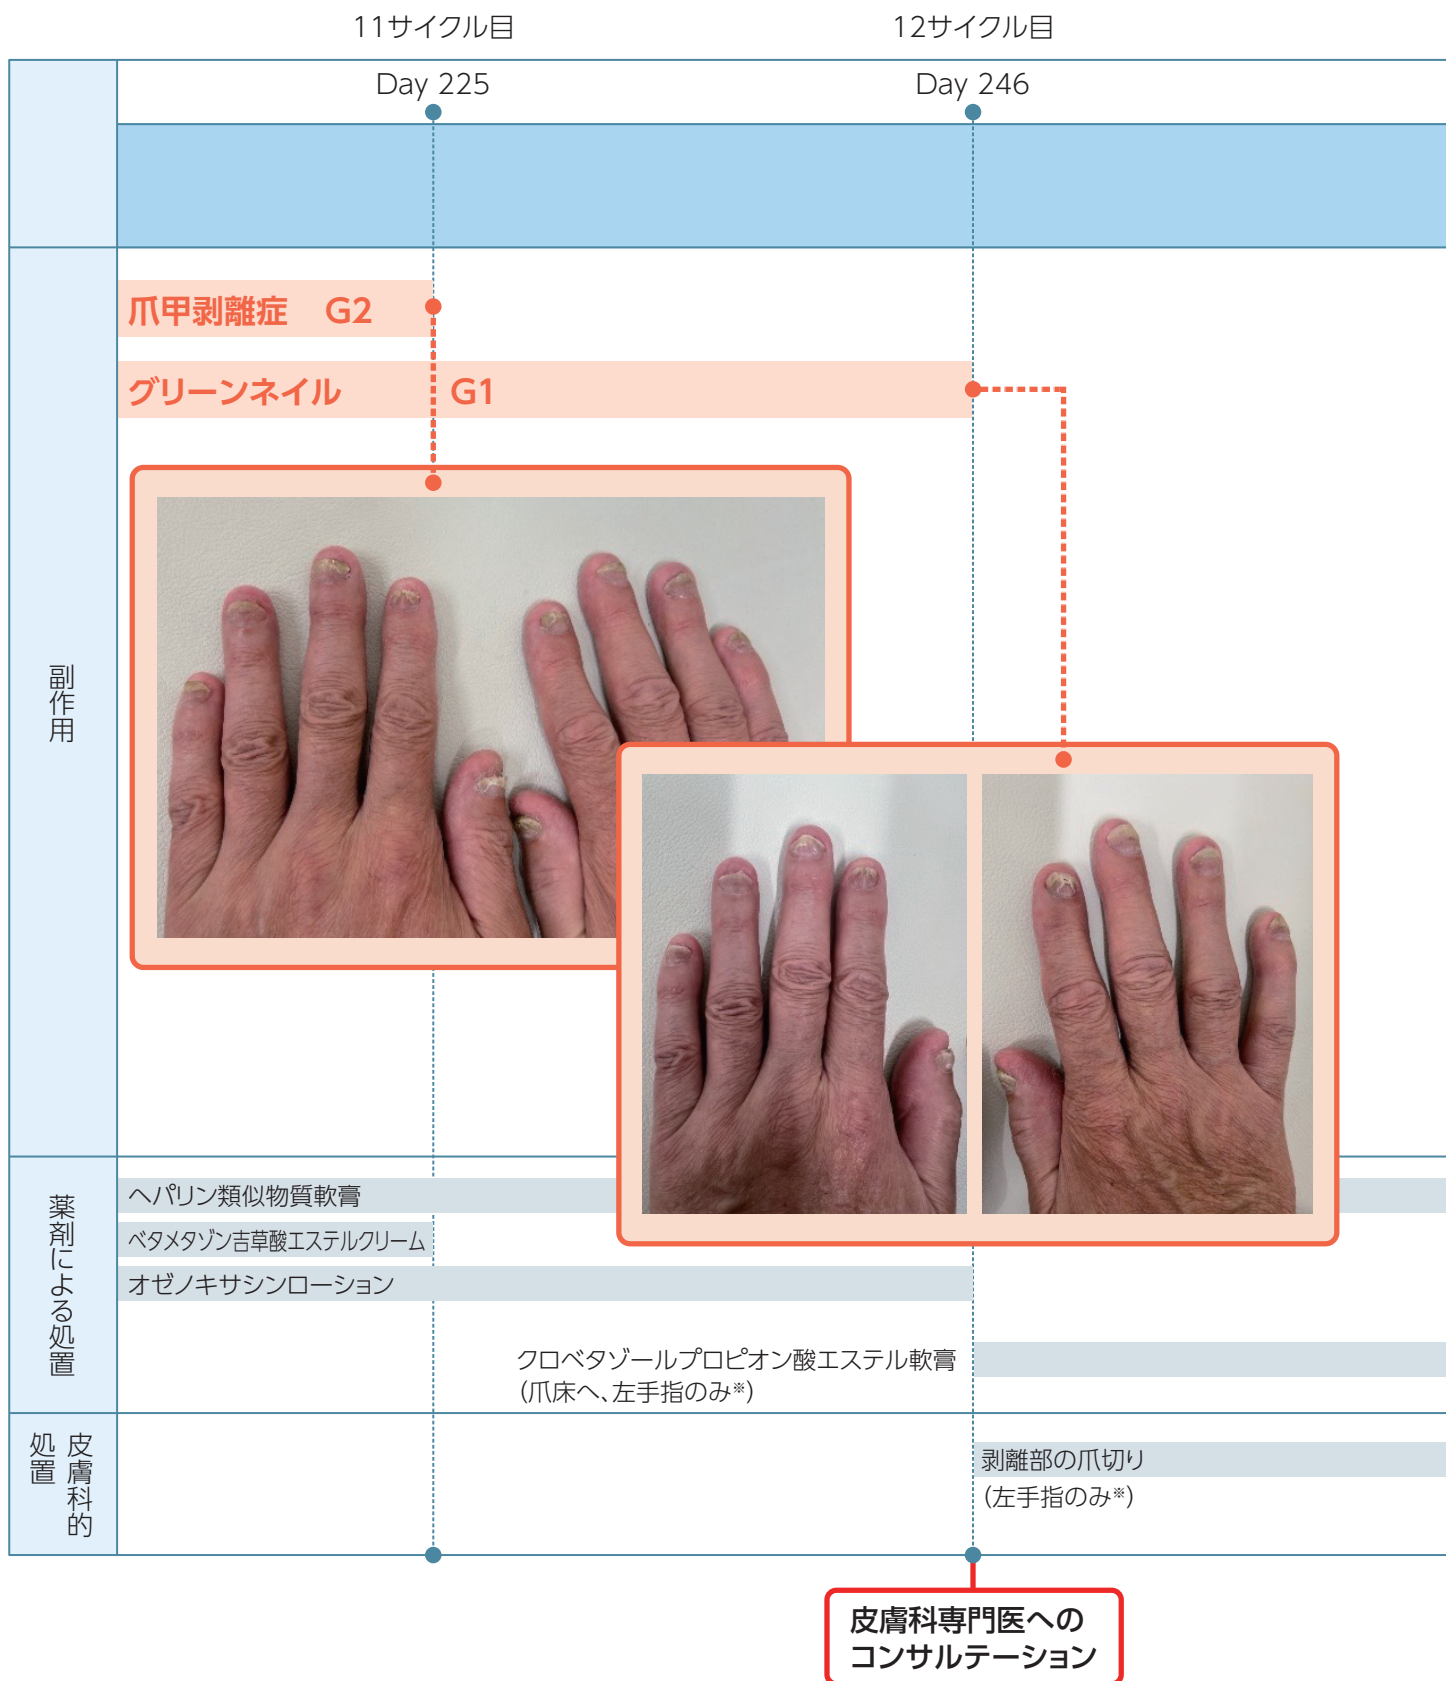 11サイクル目
12サイクル目
Day 225
Day 246
副作用
爪甲剥離症 G2
グリーンネイル G1
薬剤による処置
ヘパリン類似物質軟膏
ベタメタゾン吉草酸エステルクリーム
オゼノキサシンローション
クロベタゾールプロピオン酸エステル軟膏
(爪床へ、左手指のみ※)
皮膚科的
処置
剥離部の爪切り
(左手指のみ※)
皮膚科専門医への
コンサルテーション